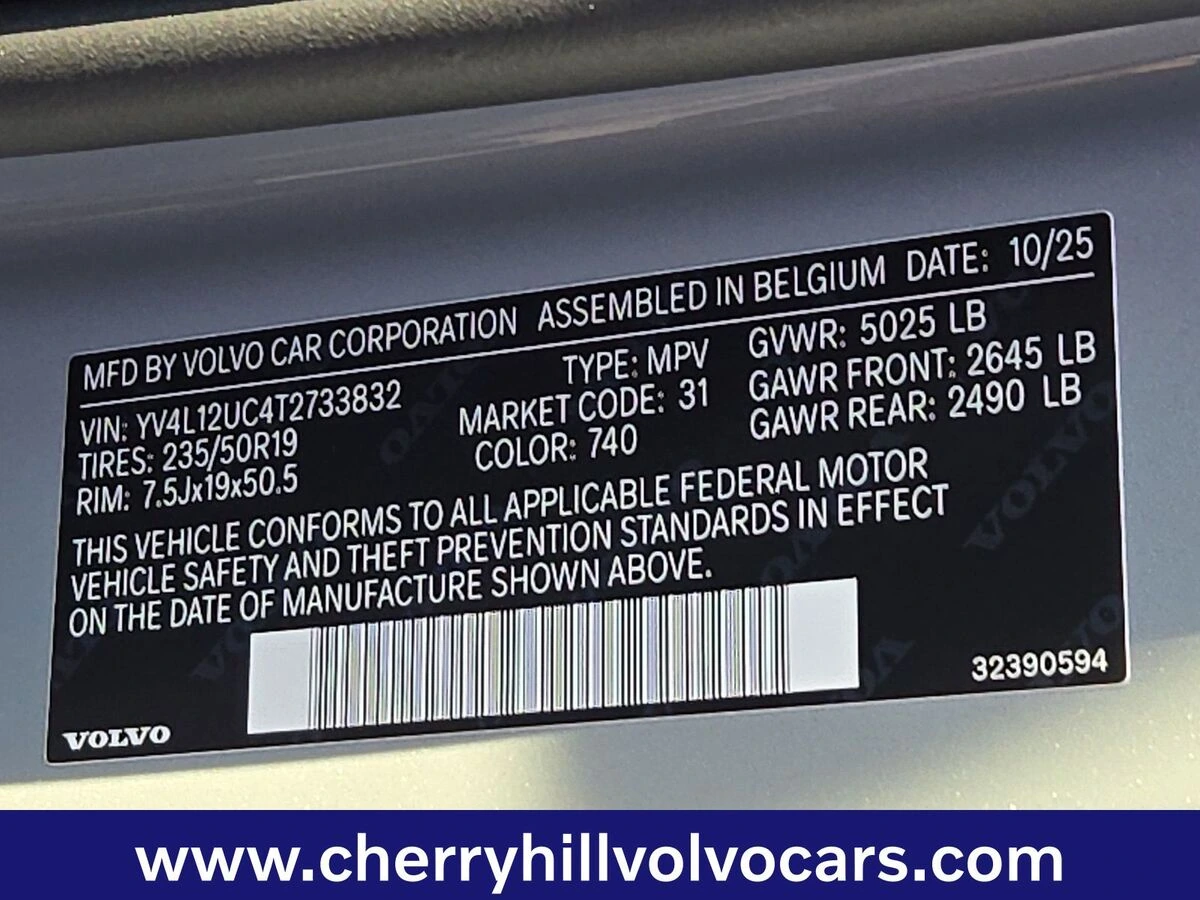 MFD BY VOLVO CAR CORPORATION ASSEMBLED IN BELGIUM DATE: 10/25
VIN: YV4L12UC4T2733832 TYPE: MPV GVWR: 5025 LB
TIRES: 235/50R19 MARKET CODE: 31 GAWR FRONT: 2645 LB
RIM: 7.5Jx19x50.5 COLOR: 740 GAWR REAR: 2490 LB
THIS VEHICLE CONFORMS TO ALL APPLICABLE FEDERAL MOTOR
VEHICLE SAFETY AND THEFT PREVENTION STANDARDS IN EFFECT
ON THE DATE OF MANUFACTURE SHOWN ABOVE.
32390594
VOLVO
www.cherryhillvolvocars.com